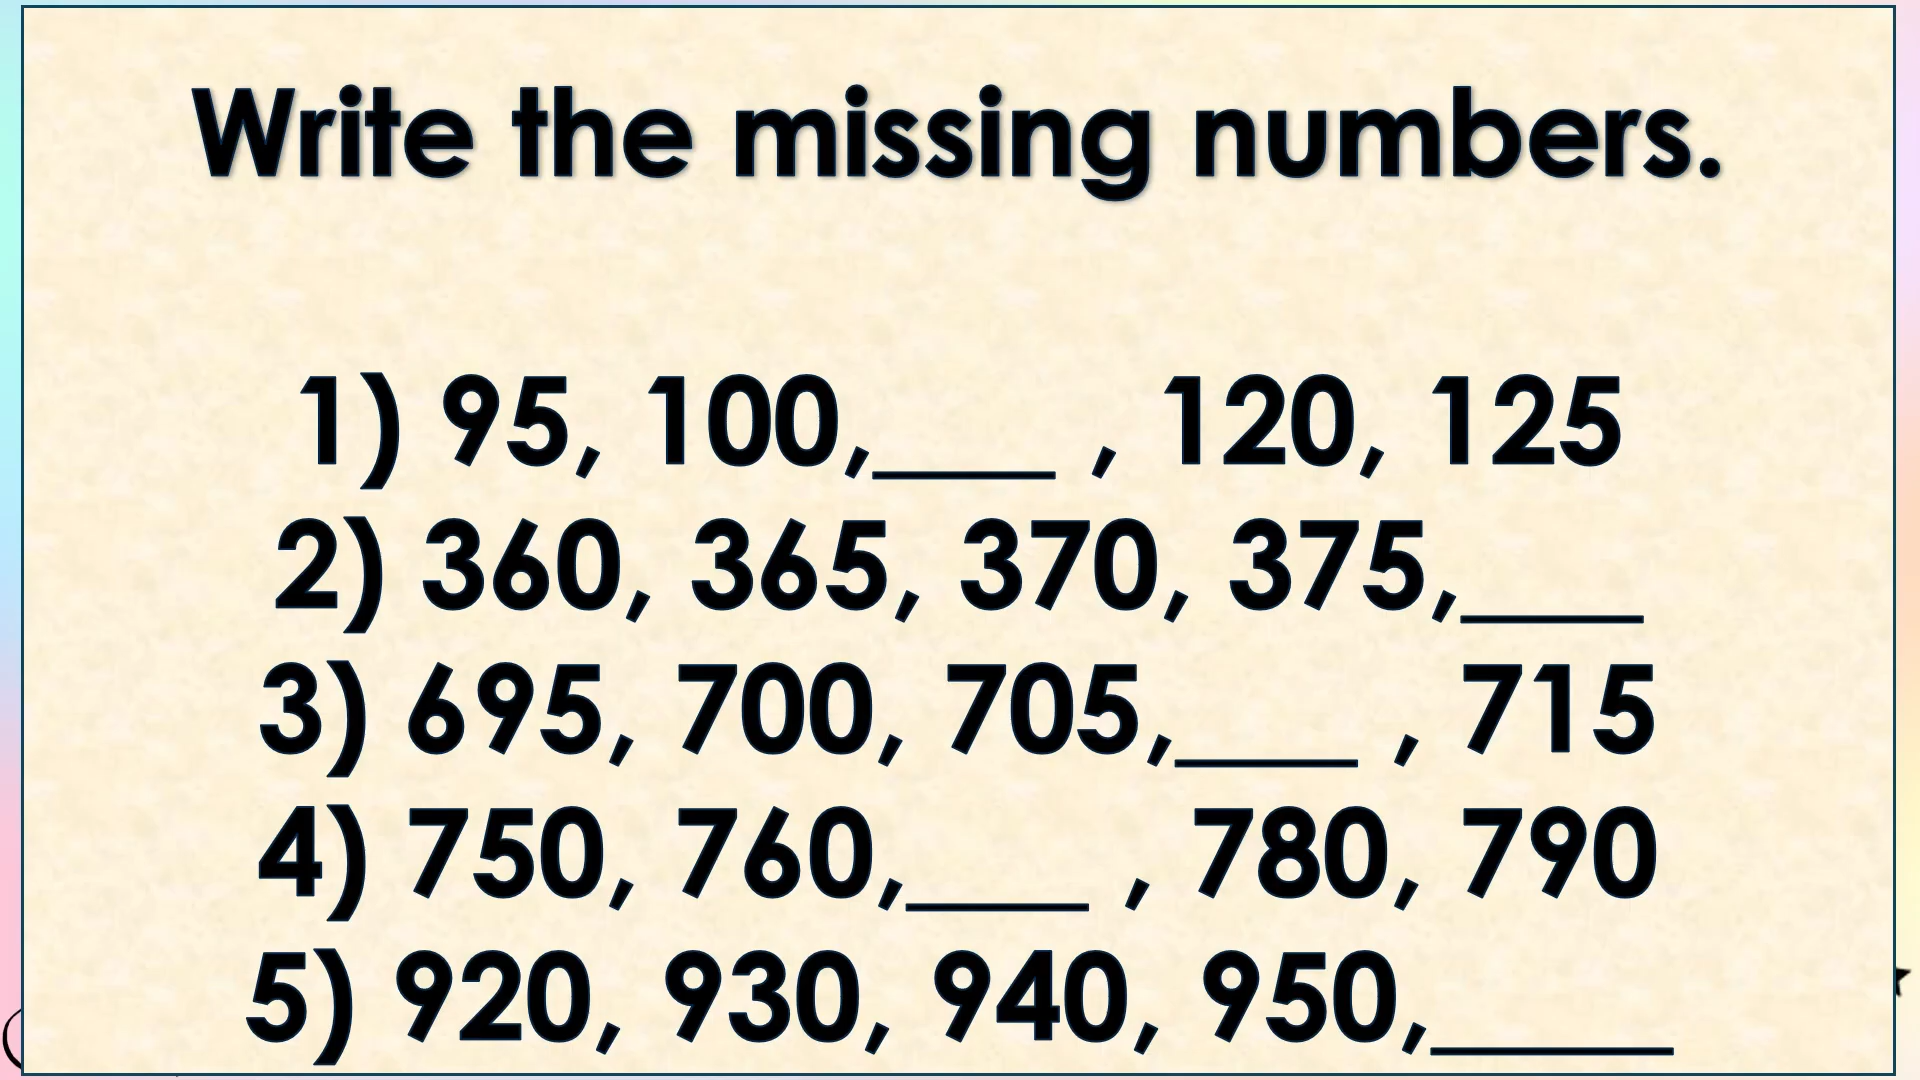 Write the missing numbers.
1) 95, 100,___ , 120, 125
2) 360, 365, 370, 375,___
3) 695, 700, 705,___ , 715
4) 750, 760,___ , 780, 790
5) 920, 930, 940, 950,____